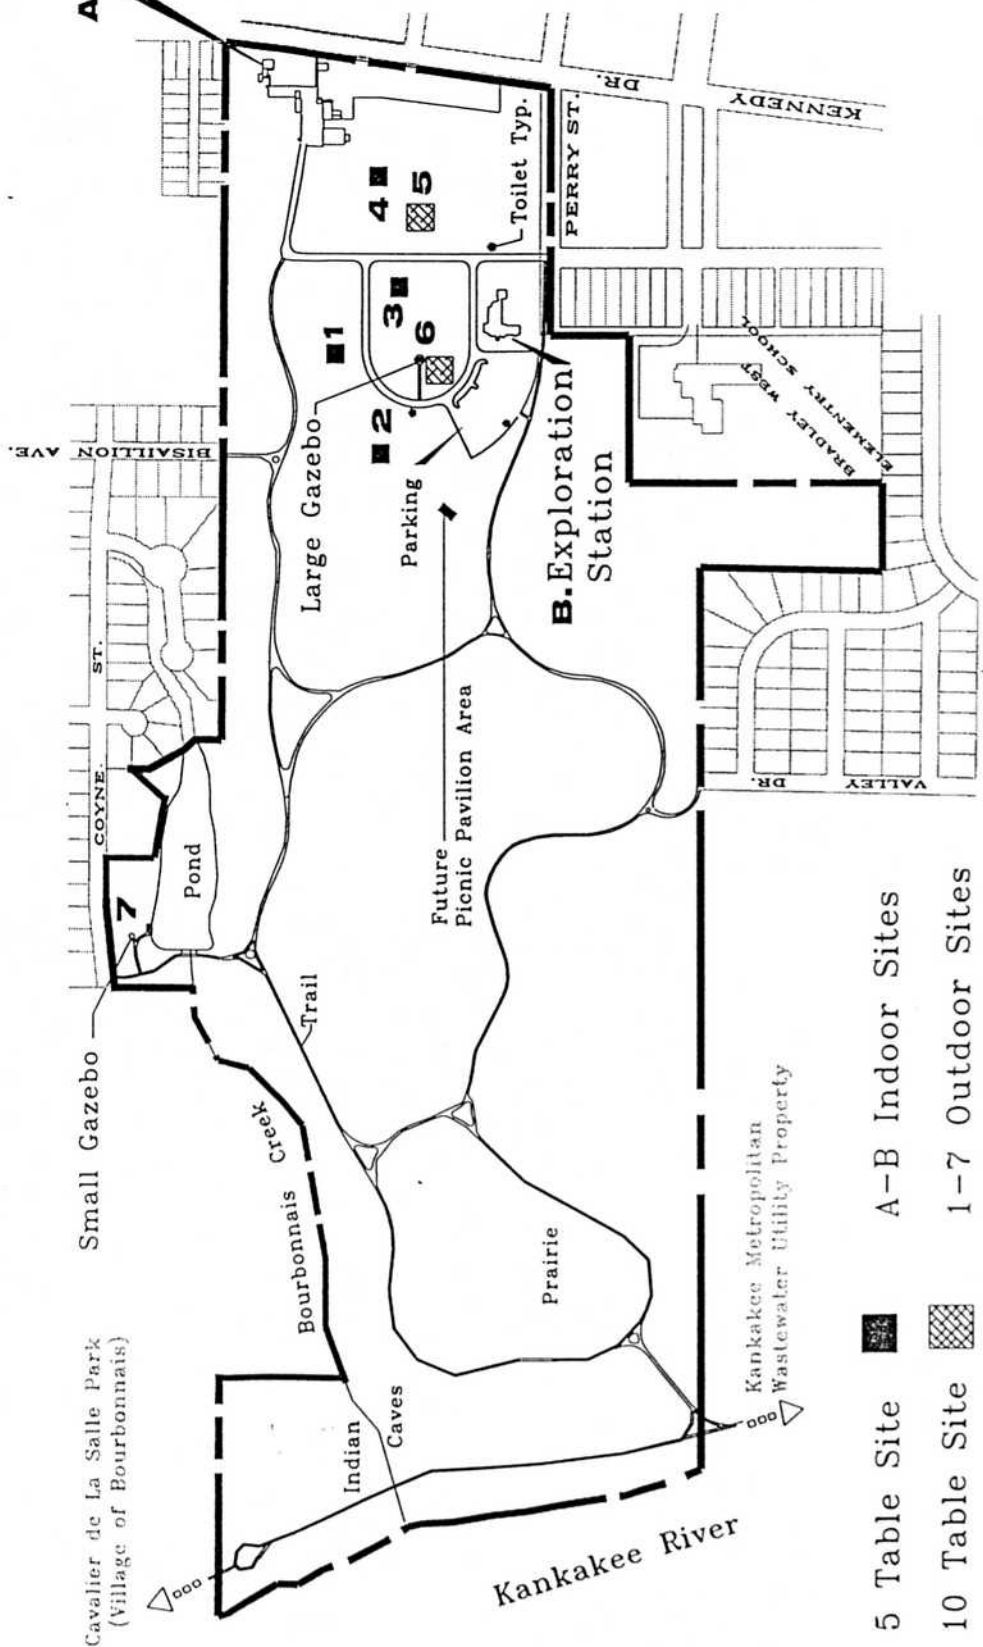 Cavalier de La Salle Park
(Village of Bourbonnais)
Small Gazebo
COYNE.
ST.
BISAILLION AVE.
A
7
Pond
Large Gazebo
1
2
3
4
5
6
Parking
Toilet Typ.
PERRY ST.
KENNEDY
DR.
B. Exploration
Station
BRADLEY WEST
ELEMENTRY SCHOOL
Future
Picnic Pavilion Area
Trail
Bourbonnais
Creek
Indian
Caves
Prairie
VALLEY
DR.
Kankakee River
Kankakee Metropolitan
Wastewater Utility Property
5 Table Site
A-B Indoor Sites
10 Table Site
1-7 Outdoor Sites